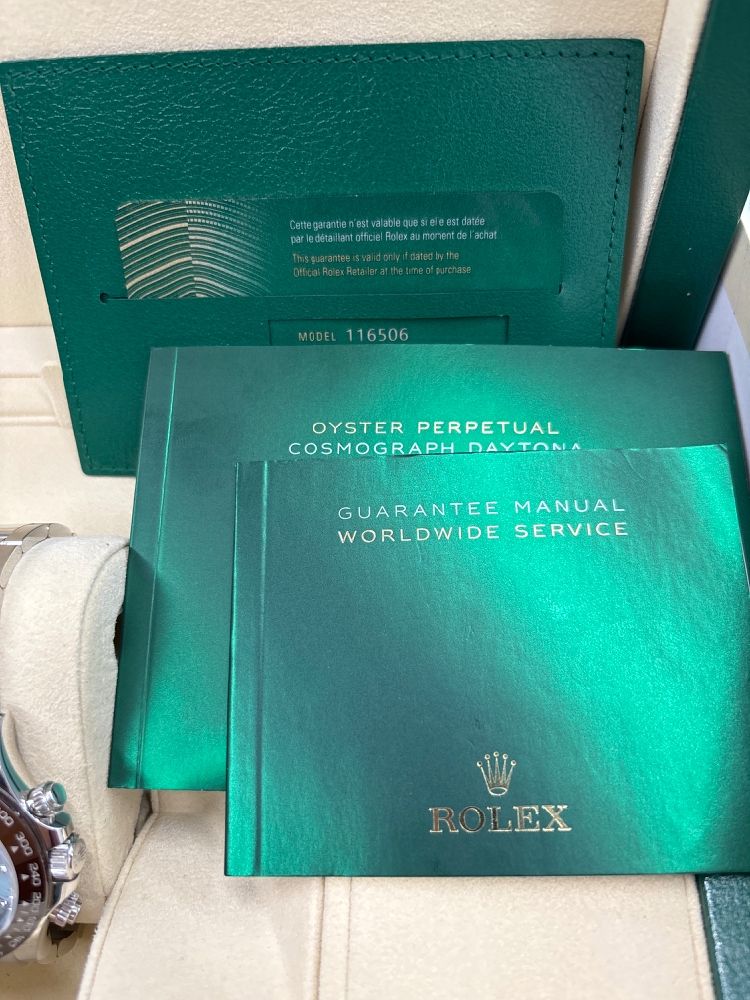 Cette garantie n'est valable que si elle est datée
par le détaillant officiel Rolex au moment de l'achat
This guarantee is valid only if dated by the
Official Rolex Retailer at the time of purchase
MODEL 116506
OYSTER PERPETUAL
COSMOGRAPH DAYTONA
GUARANTEE MANUAL
WORLDWIDE SERVICE
ROLEX
300
240